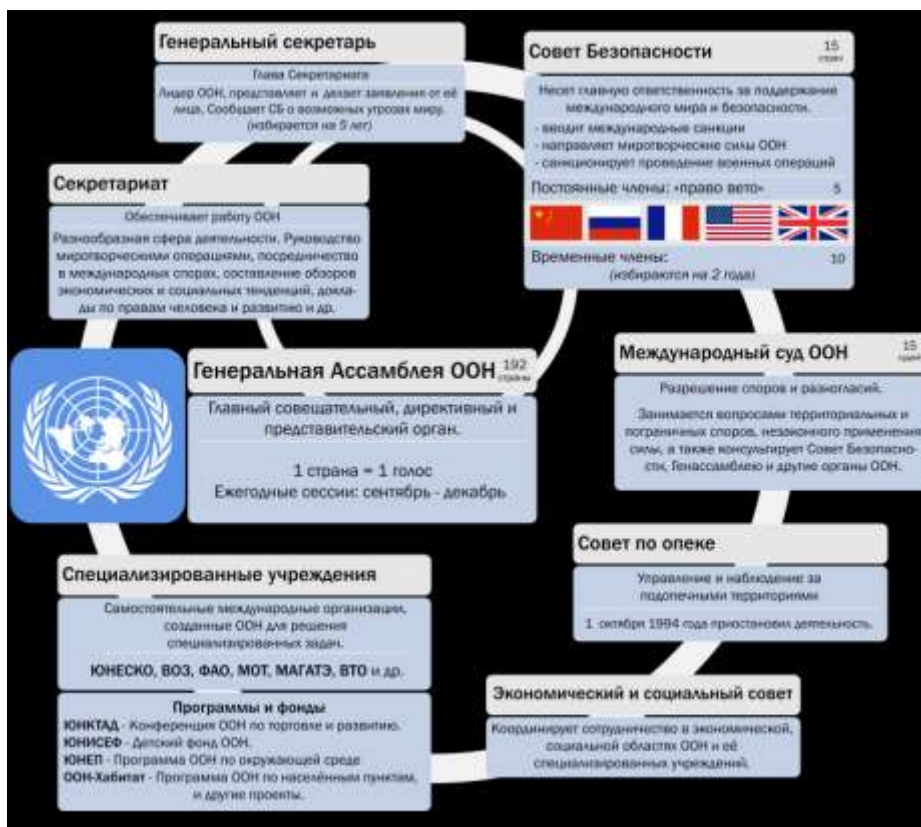 Генеральный секретарь
Глава Секретариата
Лидер ООН, представляет и делает заявления от её
лица, Сообщает СБ о возможных угрозах миру.
(избирается на 5 лет)
Совет Безопасности
15
стран
Несет главную ответственность за поддержание
международного мира и безопасности.
- вводит международные санкции
- направляет миротворческие силы ООН
- санкционирует проведение военных операций
Постоянные члены: «право вето» 5
Временные члены: 10
(избираются на 2 года)
Секретариат
Обеспечивает работу ООН
Разнообразная сфера деятельности. Руководство
миротворческими операциями, посредничество
в международных спорах, составление обзоров
экономических и социальных тенденций, докла-
ды по правам человека и развитию и др.
Генеральная Ассамблея ООН
192
страны
Главный совещательный, директивный и
представительский орган.
1 страна = 1 голос
Ежегодные сессии: сентябрь - декабрь
Международный суд ООН
15
судей
Разрешение споров и разногласий.
Занимается вопросами территориальных и
пограничных споров, незаконного применения
силы, а также консультирует Совет Безопасно-
сти, Генассамблею и другие органы ООН.
Совет по опеке
Управление и наблюдение за
подопечными территориями
1 октября 1994 года приостановил деятельность.
Специализированные учреждения
Самостоятельные международные организации,
созданные ООН для решения
специализированных задач.
ЮНЕСКО, ВОЗ, ФАО, МОТ, МАГАТЭ, ВТО и др.
Программы и фонды
ЮНКТАД - Конференция ООН по торговле и развитию.
ЮНИСЕФ - Детский фонд ООН.
ЮНЕП - Программа ООН по окружающей среде
ООН-Хабитат - Программа ООН по населённым пунктам,
и другие проекты.
Экономический и социальный совет
Координирует сотрудничество в экономической,
социальной областях ООН и её
специализированных учреждений.